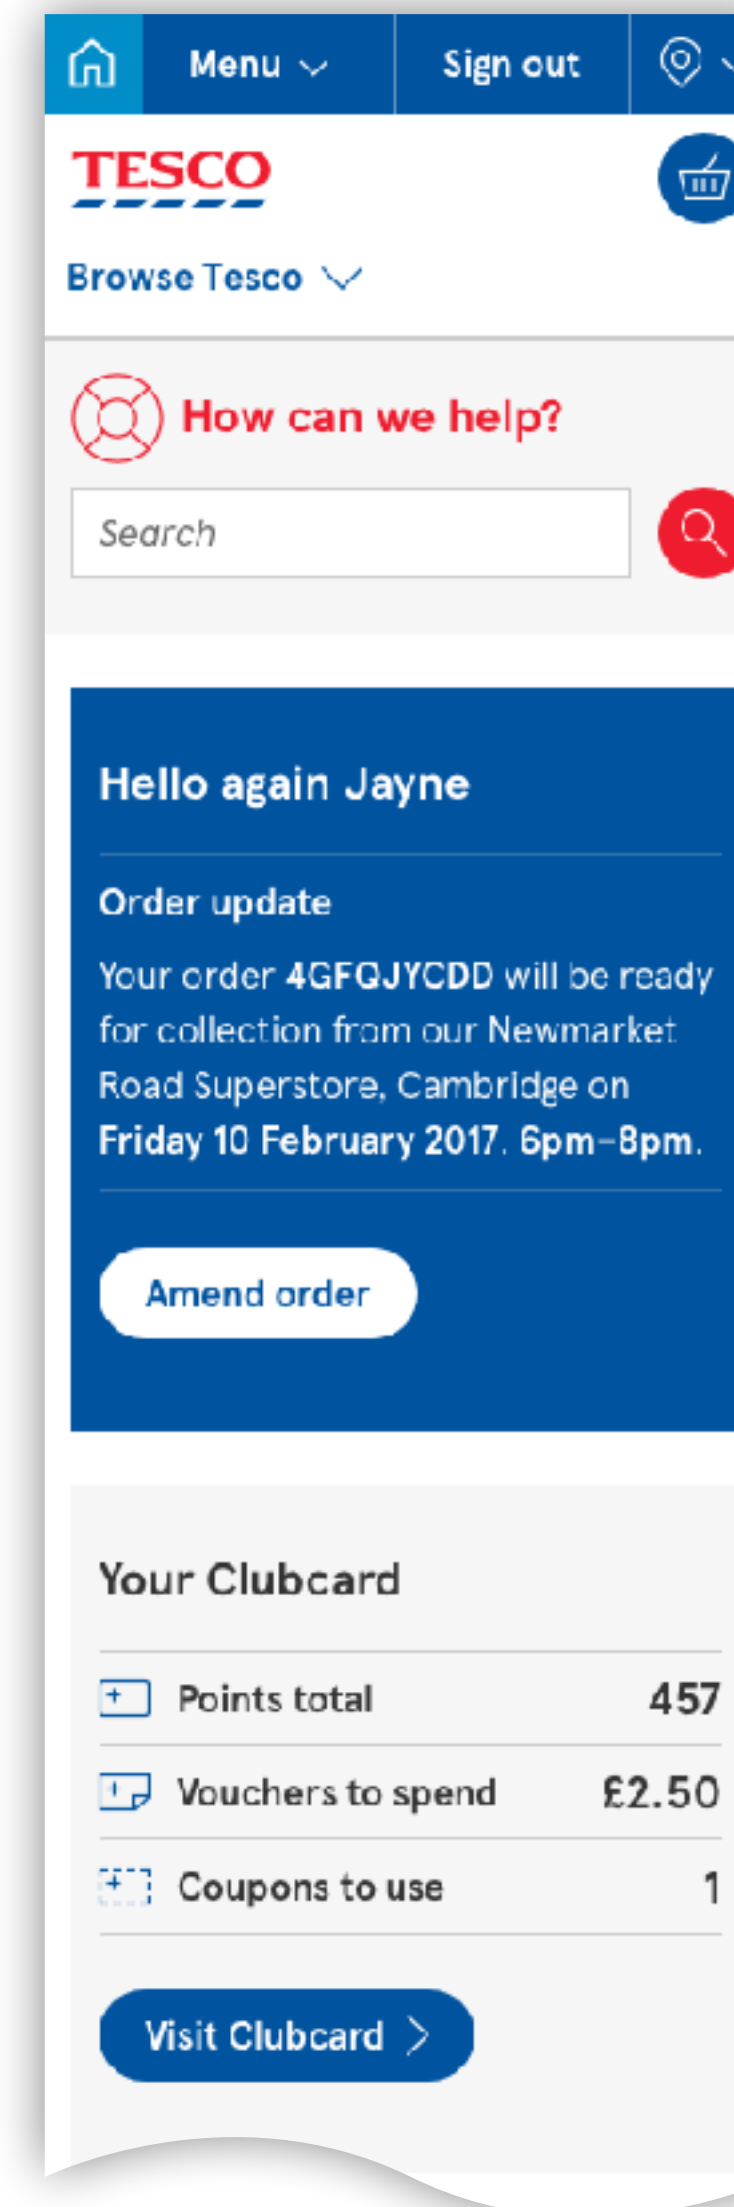 Menu
Sign out
TESCO
Browse Tesco
How can we help?
Search
Hello again Jayne
Order update
Your order 4GFQJYCDD will be ready
for collection from our Newmarket
Road Superstore, Cambridge on
Friday 10 February 2017. 6pm–8pm.
Amend order
Your Clubcard
Points total 457
Vouchers to spend £2.50
Coupons to use 1
Visit Clubcard